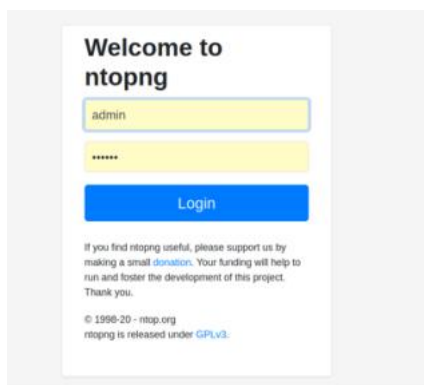 Welcome to
ntopng
admin
••••••
Login
If you find ntopng useful, please support us by
making a small donation. Your funding will help to
run and foster the development of this project.
Thank you.
© 1998-20 - ntop.org
ntopng is released under GPLv3.